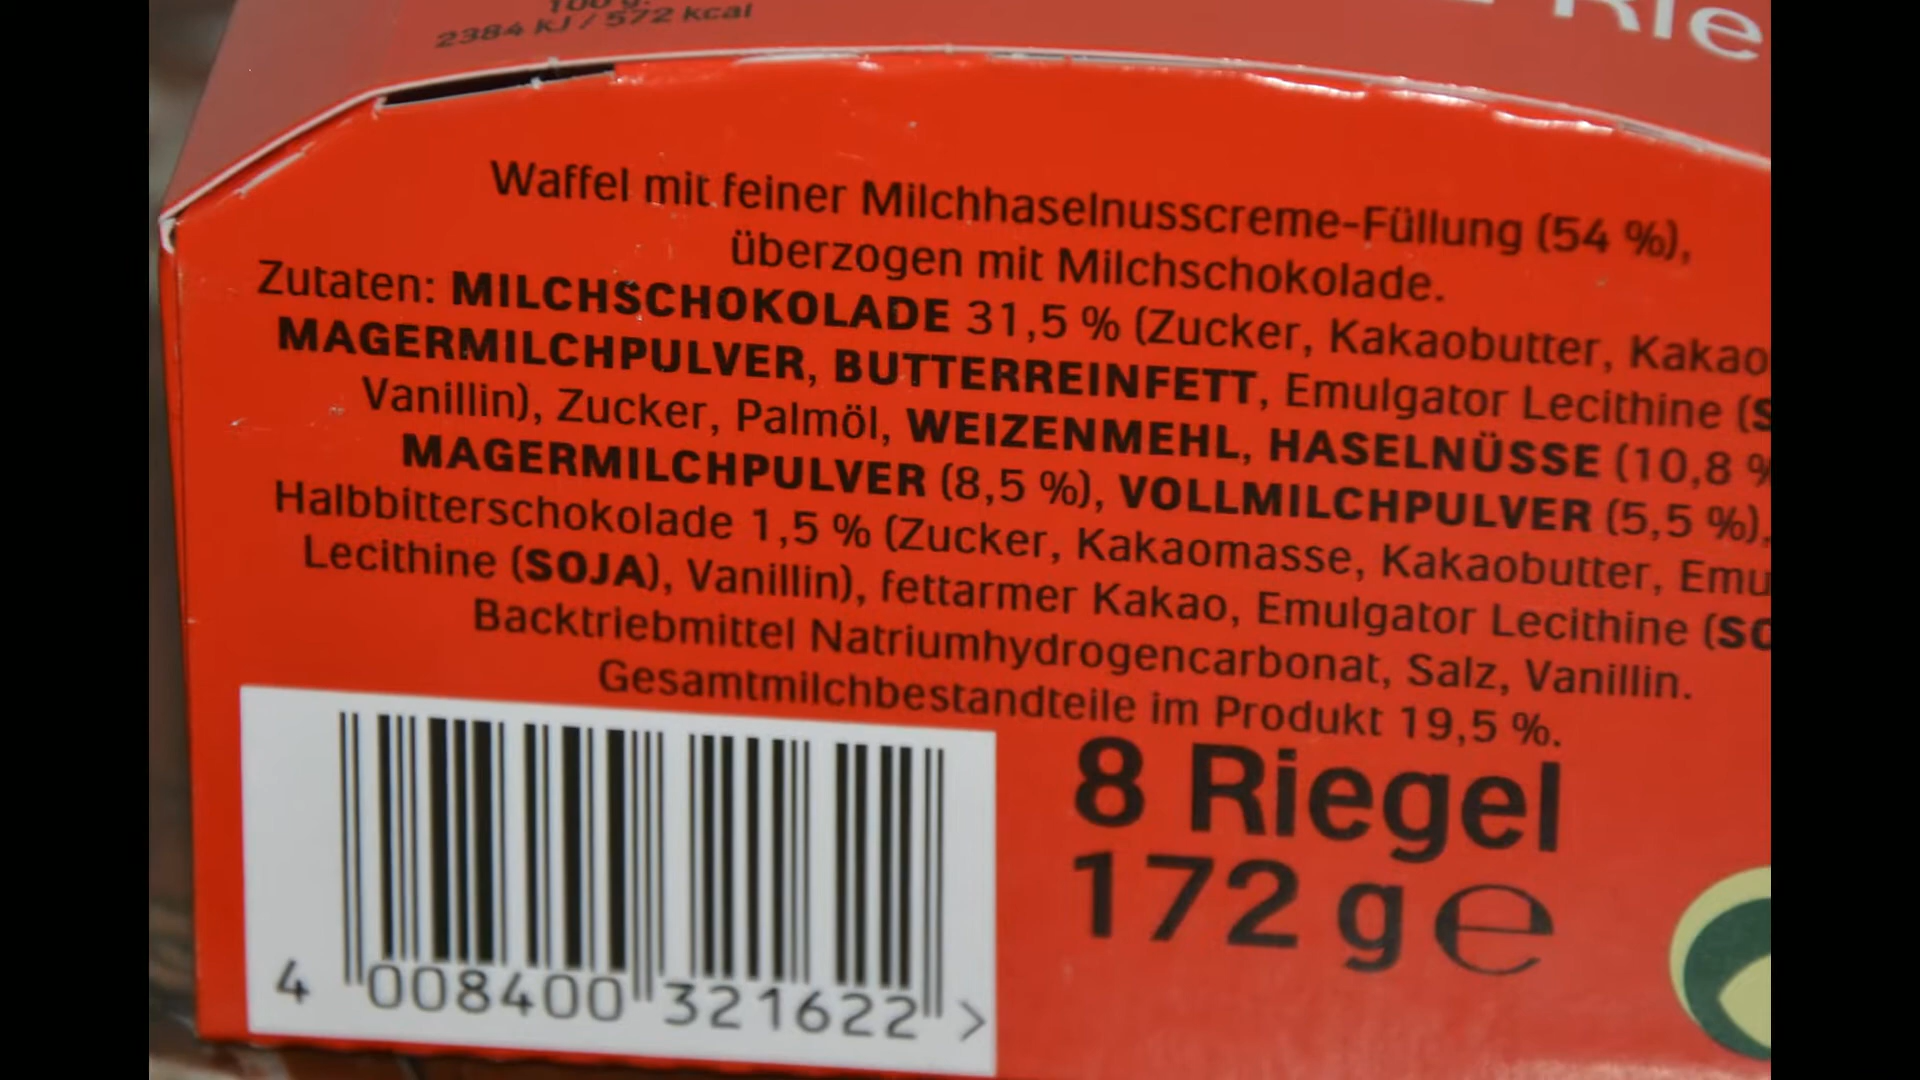 100 g:
2384 kJ / 572 kcal
Rie
Waffel mit feiner Milchhaselnusscreme-Füllung (54 %),
überzogen mit Milchschokolade.
Zutaten: MILCHSCHOKOLADE 31,5 % (Zucker, Kakaobutter, Kakao
MAGERMILCHPULVER, BUTTERREINFETT, Emulgator Lecithine (S
Vanillin), Zucker, Palmöl, WEIZENMEHL, HASELNÜSSE (10,8 %
MAGERMILCHPULVER (8,5 %), VOLLMILCHPULVER (5,5 %),
Halbbitterschokolade 1,5 % (Zucker, Kakaomasse, Kakaobutter, Emu
Lecithine (SOJA), Vanillin), fettarmer Kakao, Emulgator Lecithine (SO
Backtriebmittel Natriumhydrogencarbonat, Salz, Vanillin.
Gesamtmilchbestandteile im Produkt 19,5 %.
8 Riegel
172 g e
4 008400 321622 >